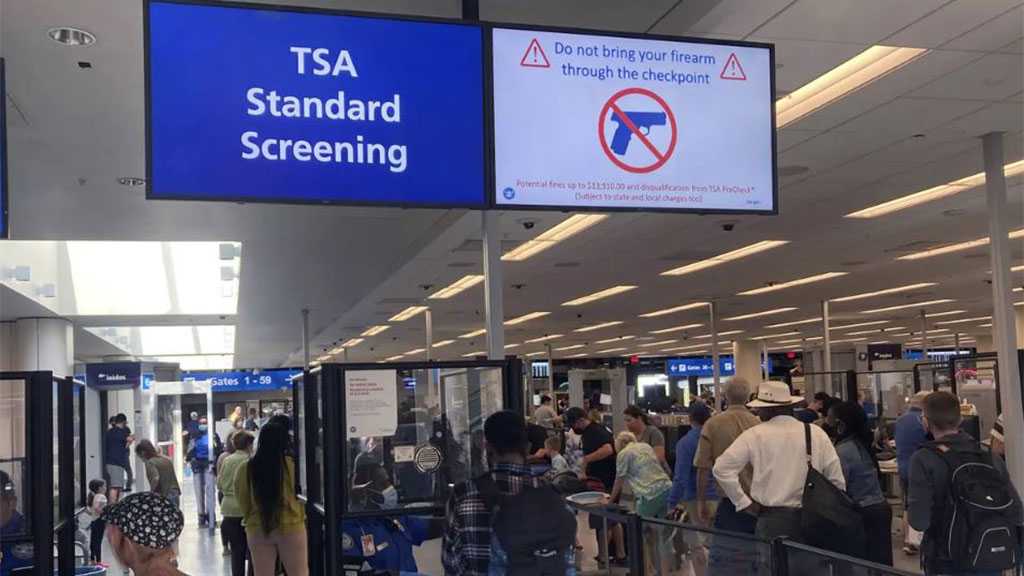 TSA
Standard
Screening
Do not bring your firearm
through the checkpoint
Potential fines up to $13,910.00 and disqualification from TSA PreCheck®
(Subject to state and local charges too)
Gates 1 - 59